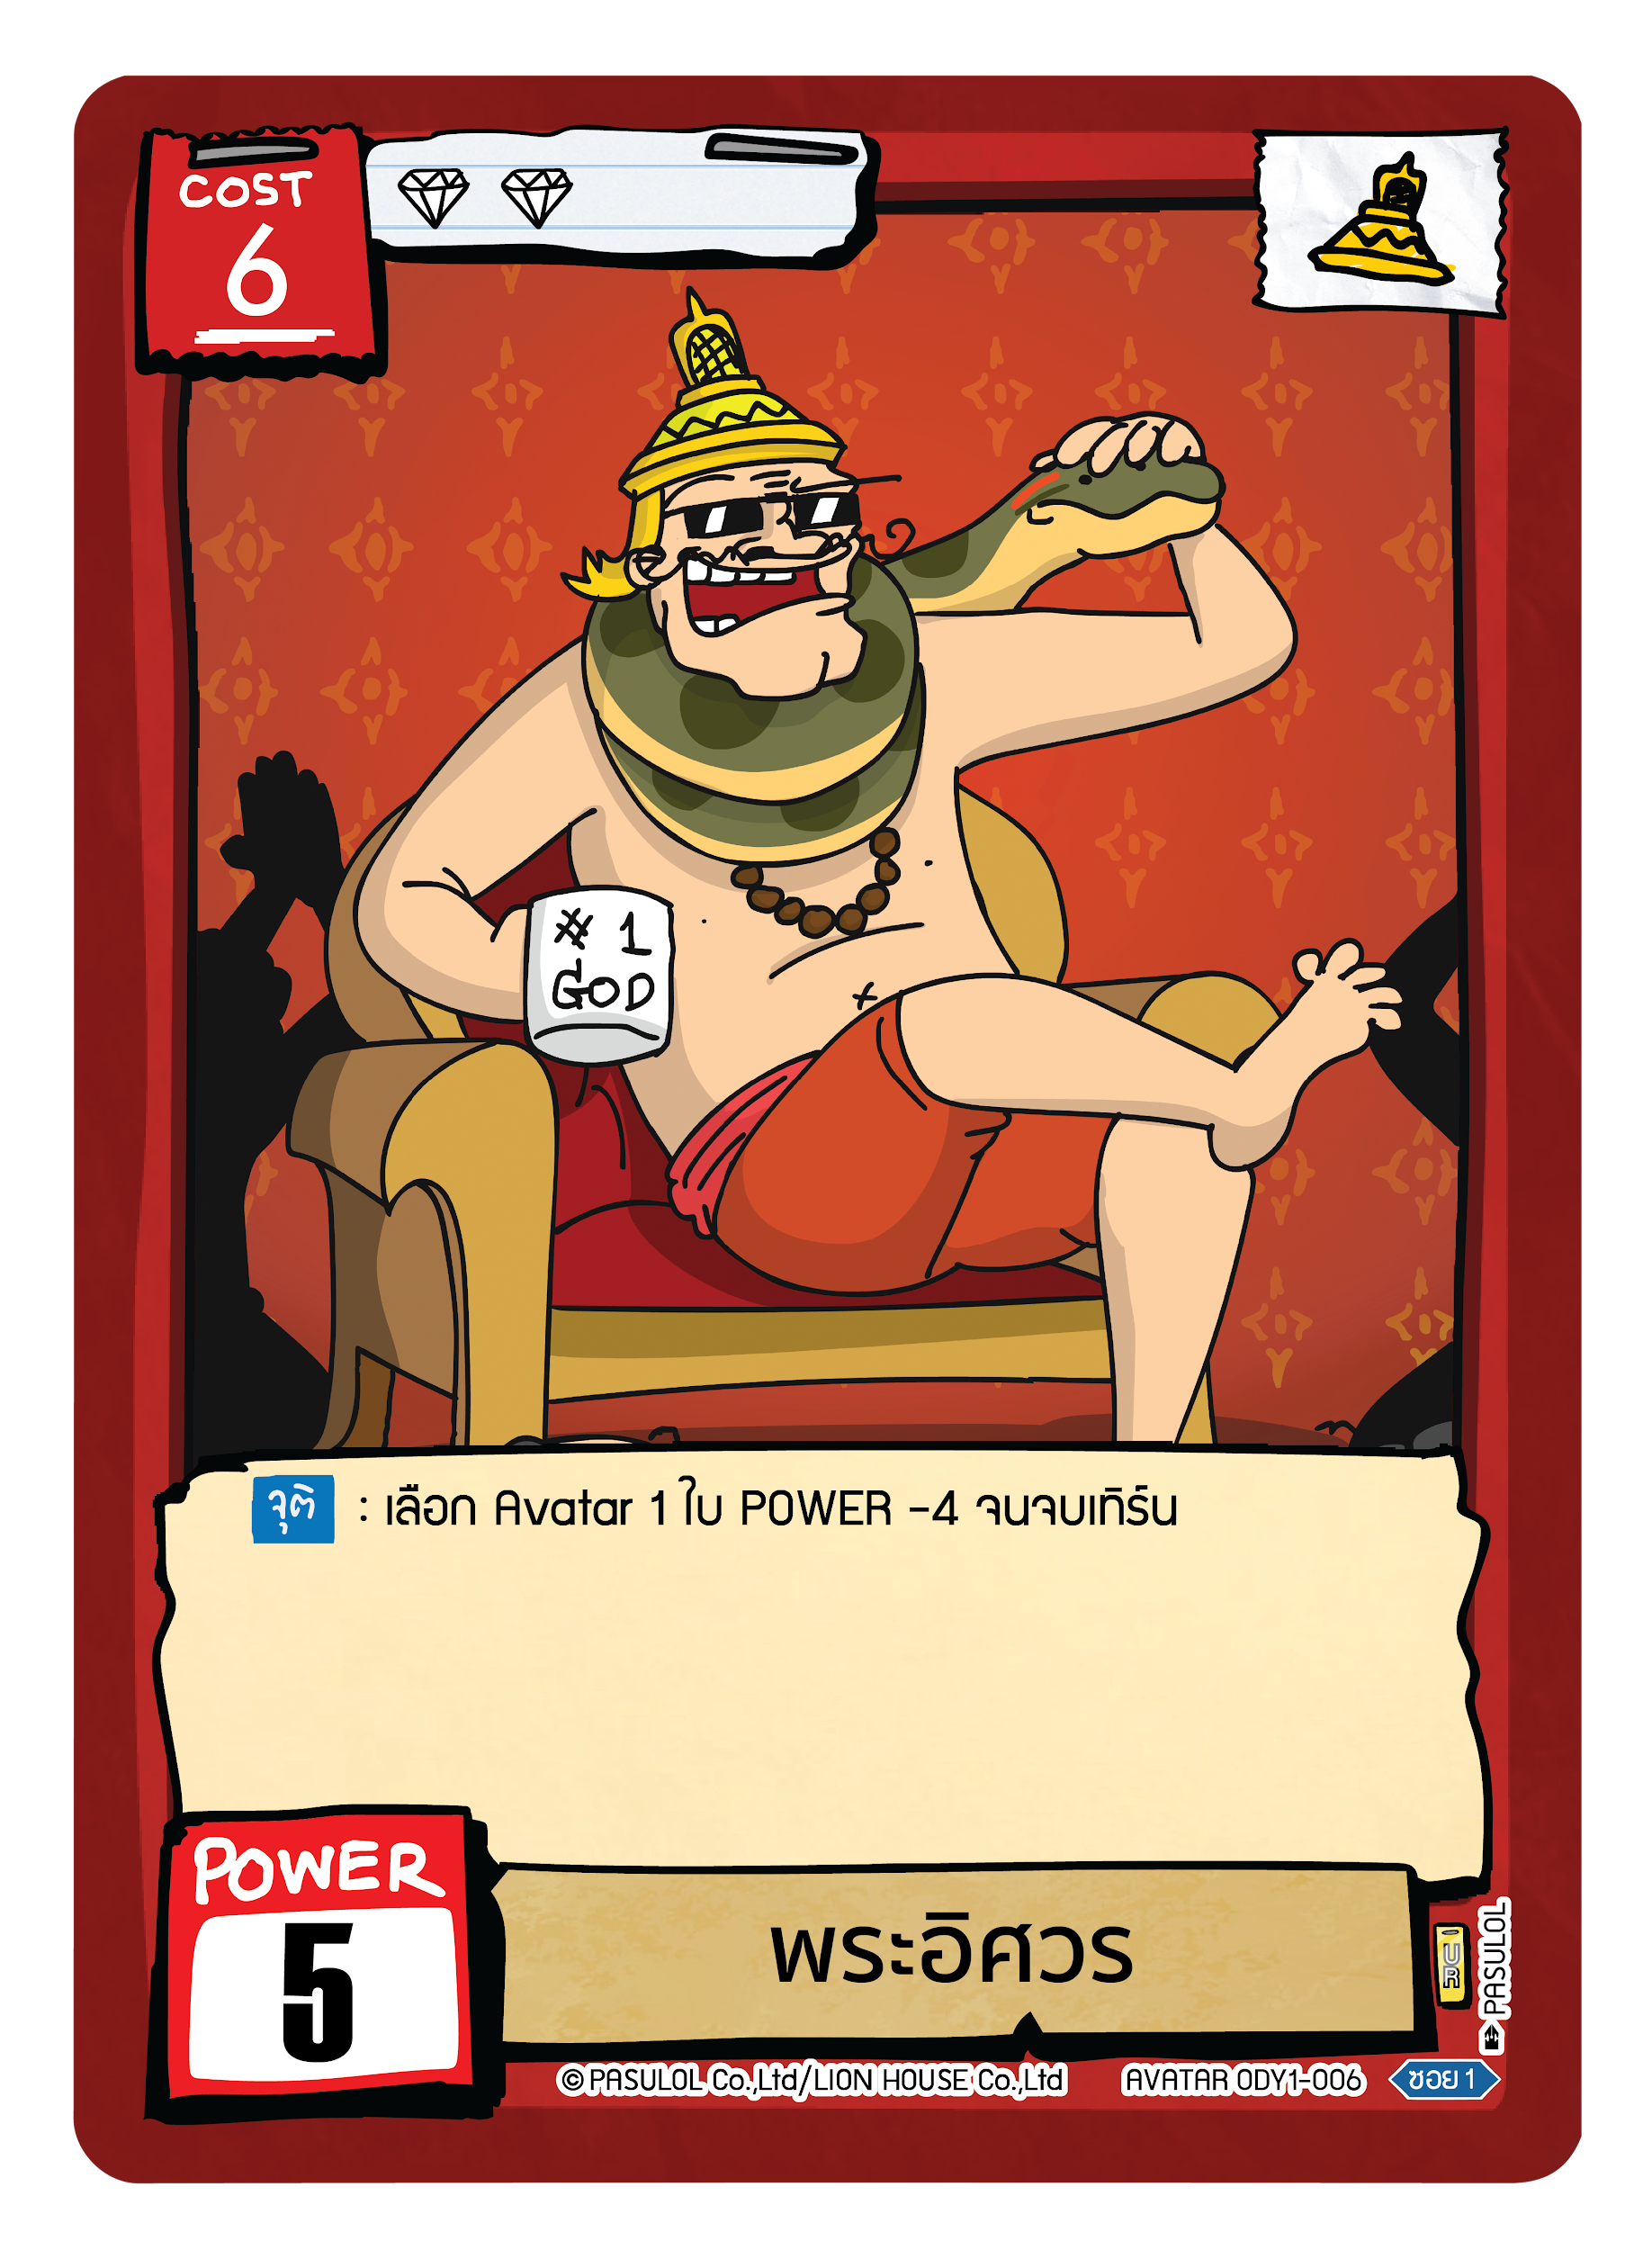 COST
6
# 1
GOD
จุติ : เลือก Avatar 1 ใบ POWER -4 จนจบเทิร์น
POWER
5
พระอิศวร
UR
PASULOL
© PASULOL Co.,Ltd/LION HOUSE Co.,Ltd AVATAR ODY1-006 ซอย 1